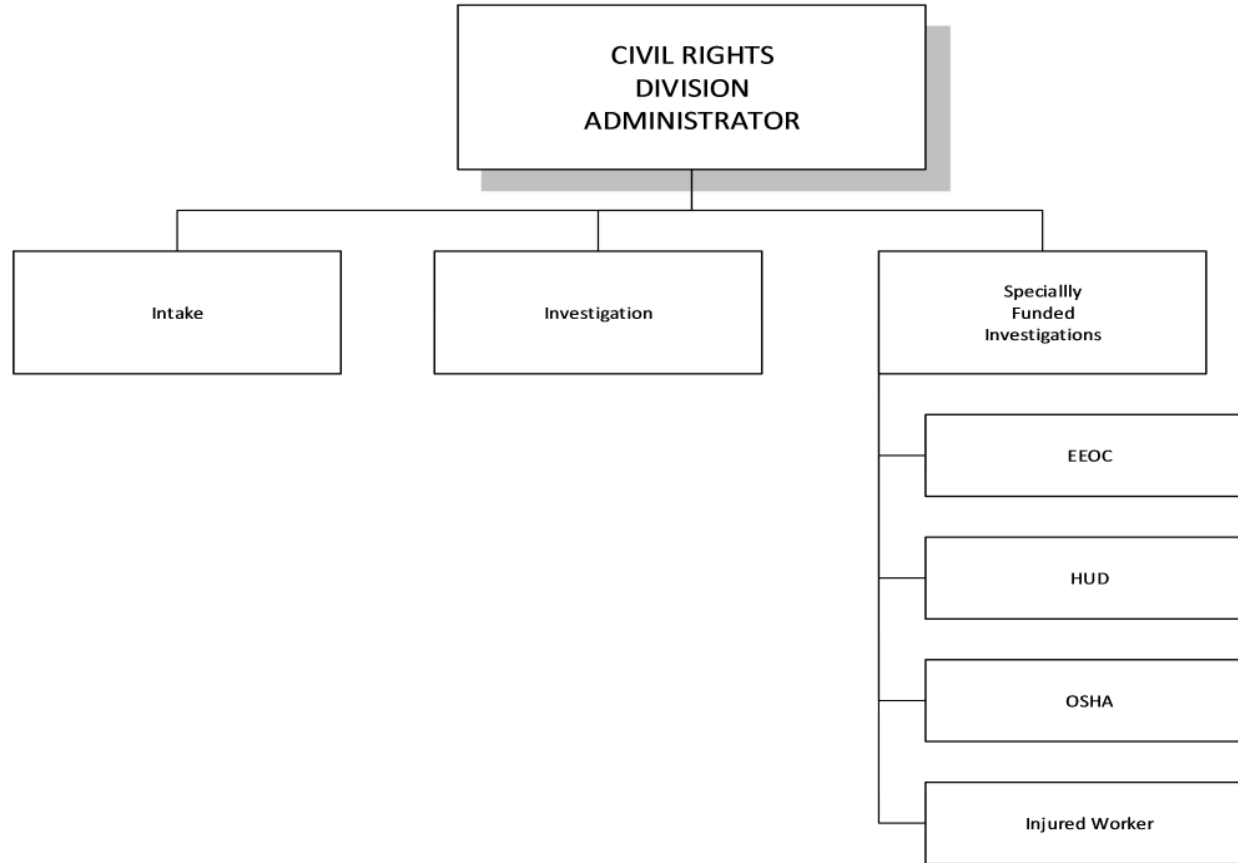 CIVIL RIGHTS
DIVISION
ADMINISTRATOR
Intake
Investigation
Speciallly
Funded
Investigations
EEOC
HUD
OSHA
Injured Worker